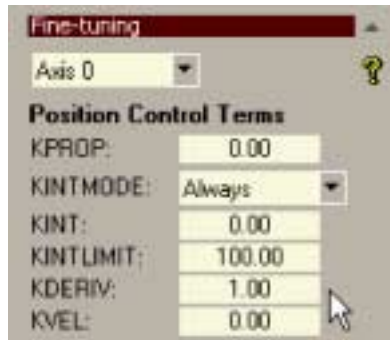 Fine-tuning
Axis 0
?
Position Control Terms
KPROP: 0.00
KINTMODE: Always
KINT: 0.00
KINTLIMIT: 100.00
KDERIV: 1.00
KVEL: 0.00